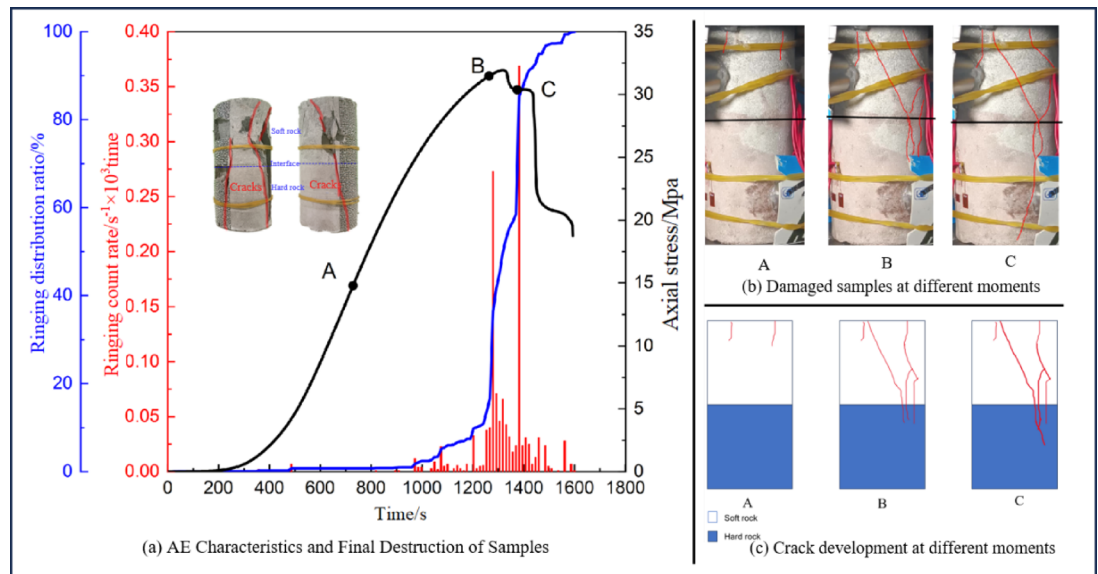 Ringing distribution ratio/%
100
80
60
40
20
0
Ringing count rate/s⁻¹×10³time
0.40
0.35
0.30
0.25
0.20
0.15
0.10
0.05
0.00
Soft rock
Interface
Hard rock
Cracks
Crack
A
B
C
35
30
25
20
15
10
5
0
Axial stress/Mpa
0 200 400 600 800 1000 1200 1400 1600 1800
Time/s
(a) AE Characteristics and Final Destruction of Samples
A B C
(b) Damaged samples at different moments
A B C
Soft rock
Hard rock
(c) Crack development at different moments